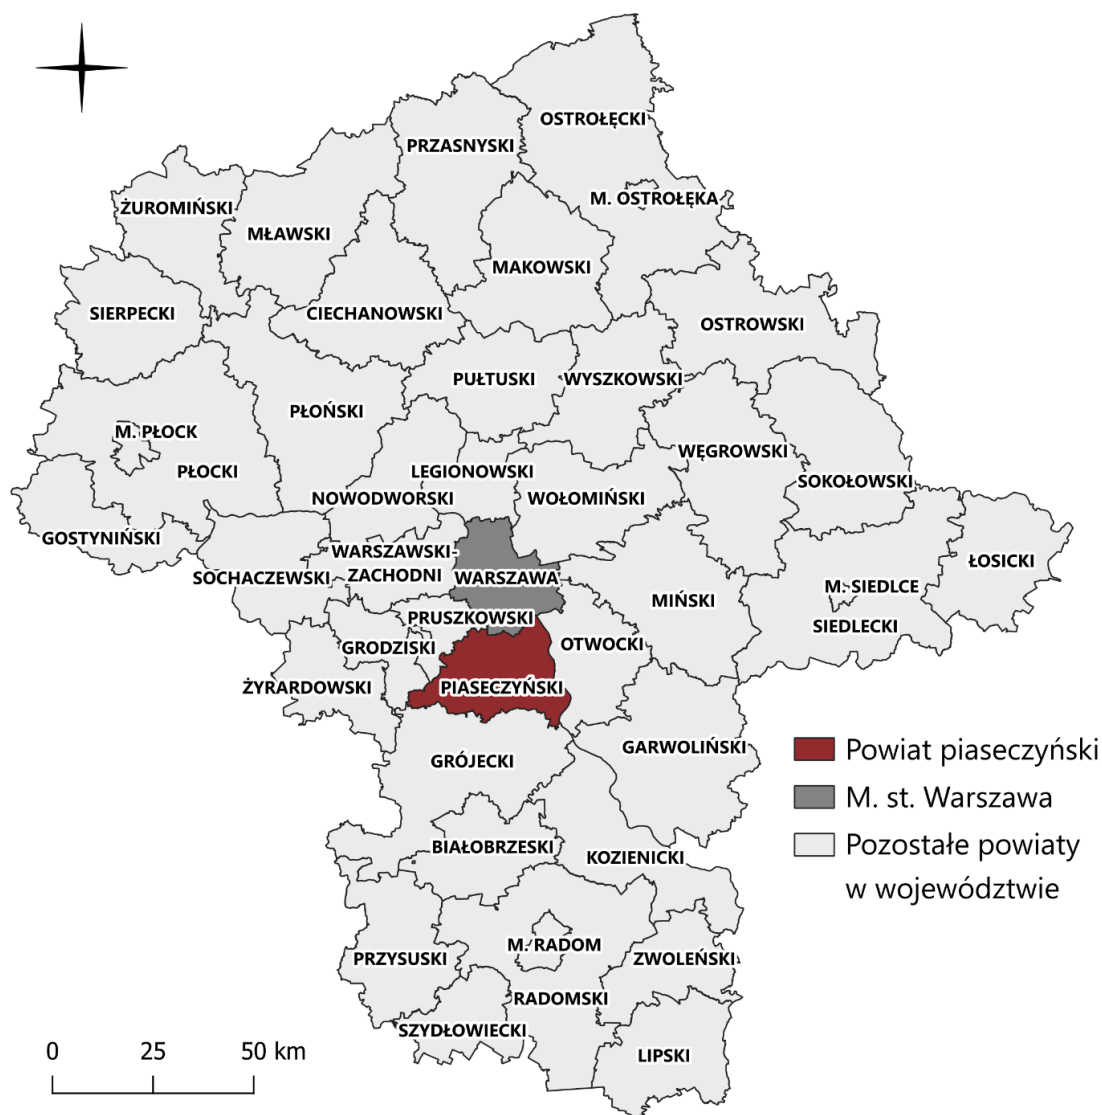 OSTROŁĘCKI
PRZASNYSKI
M. OSTROŁĘKA
ŻUROMIŃSKI
MŁAWSKI
MAKOWSKI
SIERPECKI
CIECHANOWSKI
OSTROWSKI
PUŁTUSKI
WYSZKOWSKI
PŁOŃSKI
M. PŁOCK
PŁOCKI
WĘGROWSKI
LEGIONOWSKI
SOKOŁOWSKI
NOWODWORSKI
WOŁOMIŃSKI
GOSTYNIŃSKI
WARSZAWSKI-
ZACHODNI
SOCHACZEWSKI
WARSZAWA
ŁOSICKI
M. SIEDLCE
MIŃSKI
SIEDLECKI
PRUSZKOWSKI
GRODZISKI
OTWOCKI
ŻYRARDOWSKI
PIASECZYŃSKI
GARWOLIŃSKI
GRÓJECKI
Powiat piaseczyński
M. st. Warszawa
Pozostałe powiaty
w województwie
BIAŁOBRZESKI
KOZIENICKI
M. RADOM
PRZYSUSKI
ZWOLEŃSKI
RADOMSKI
SZYDŁOWIECKI
LIPSKI
0 25 50 km